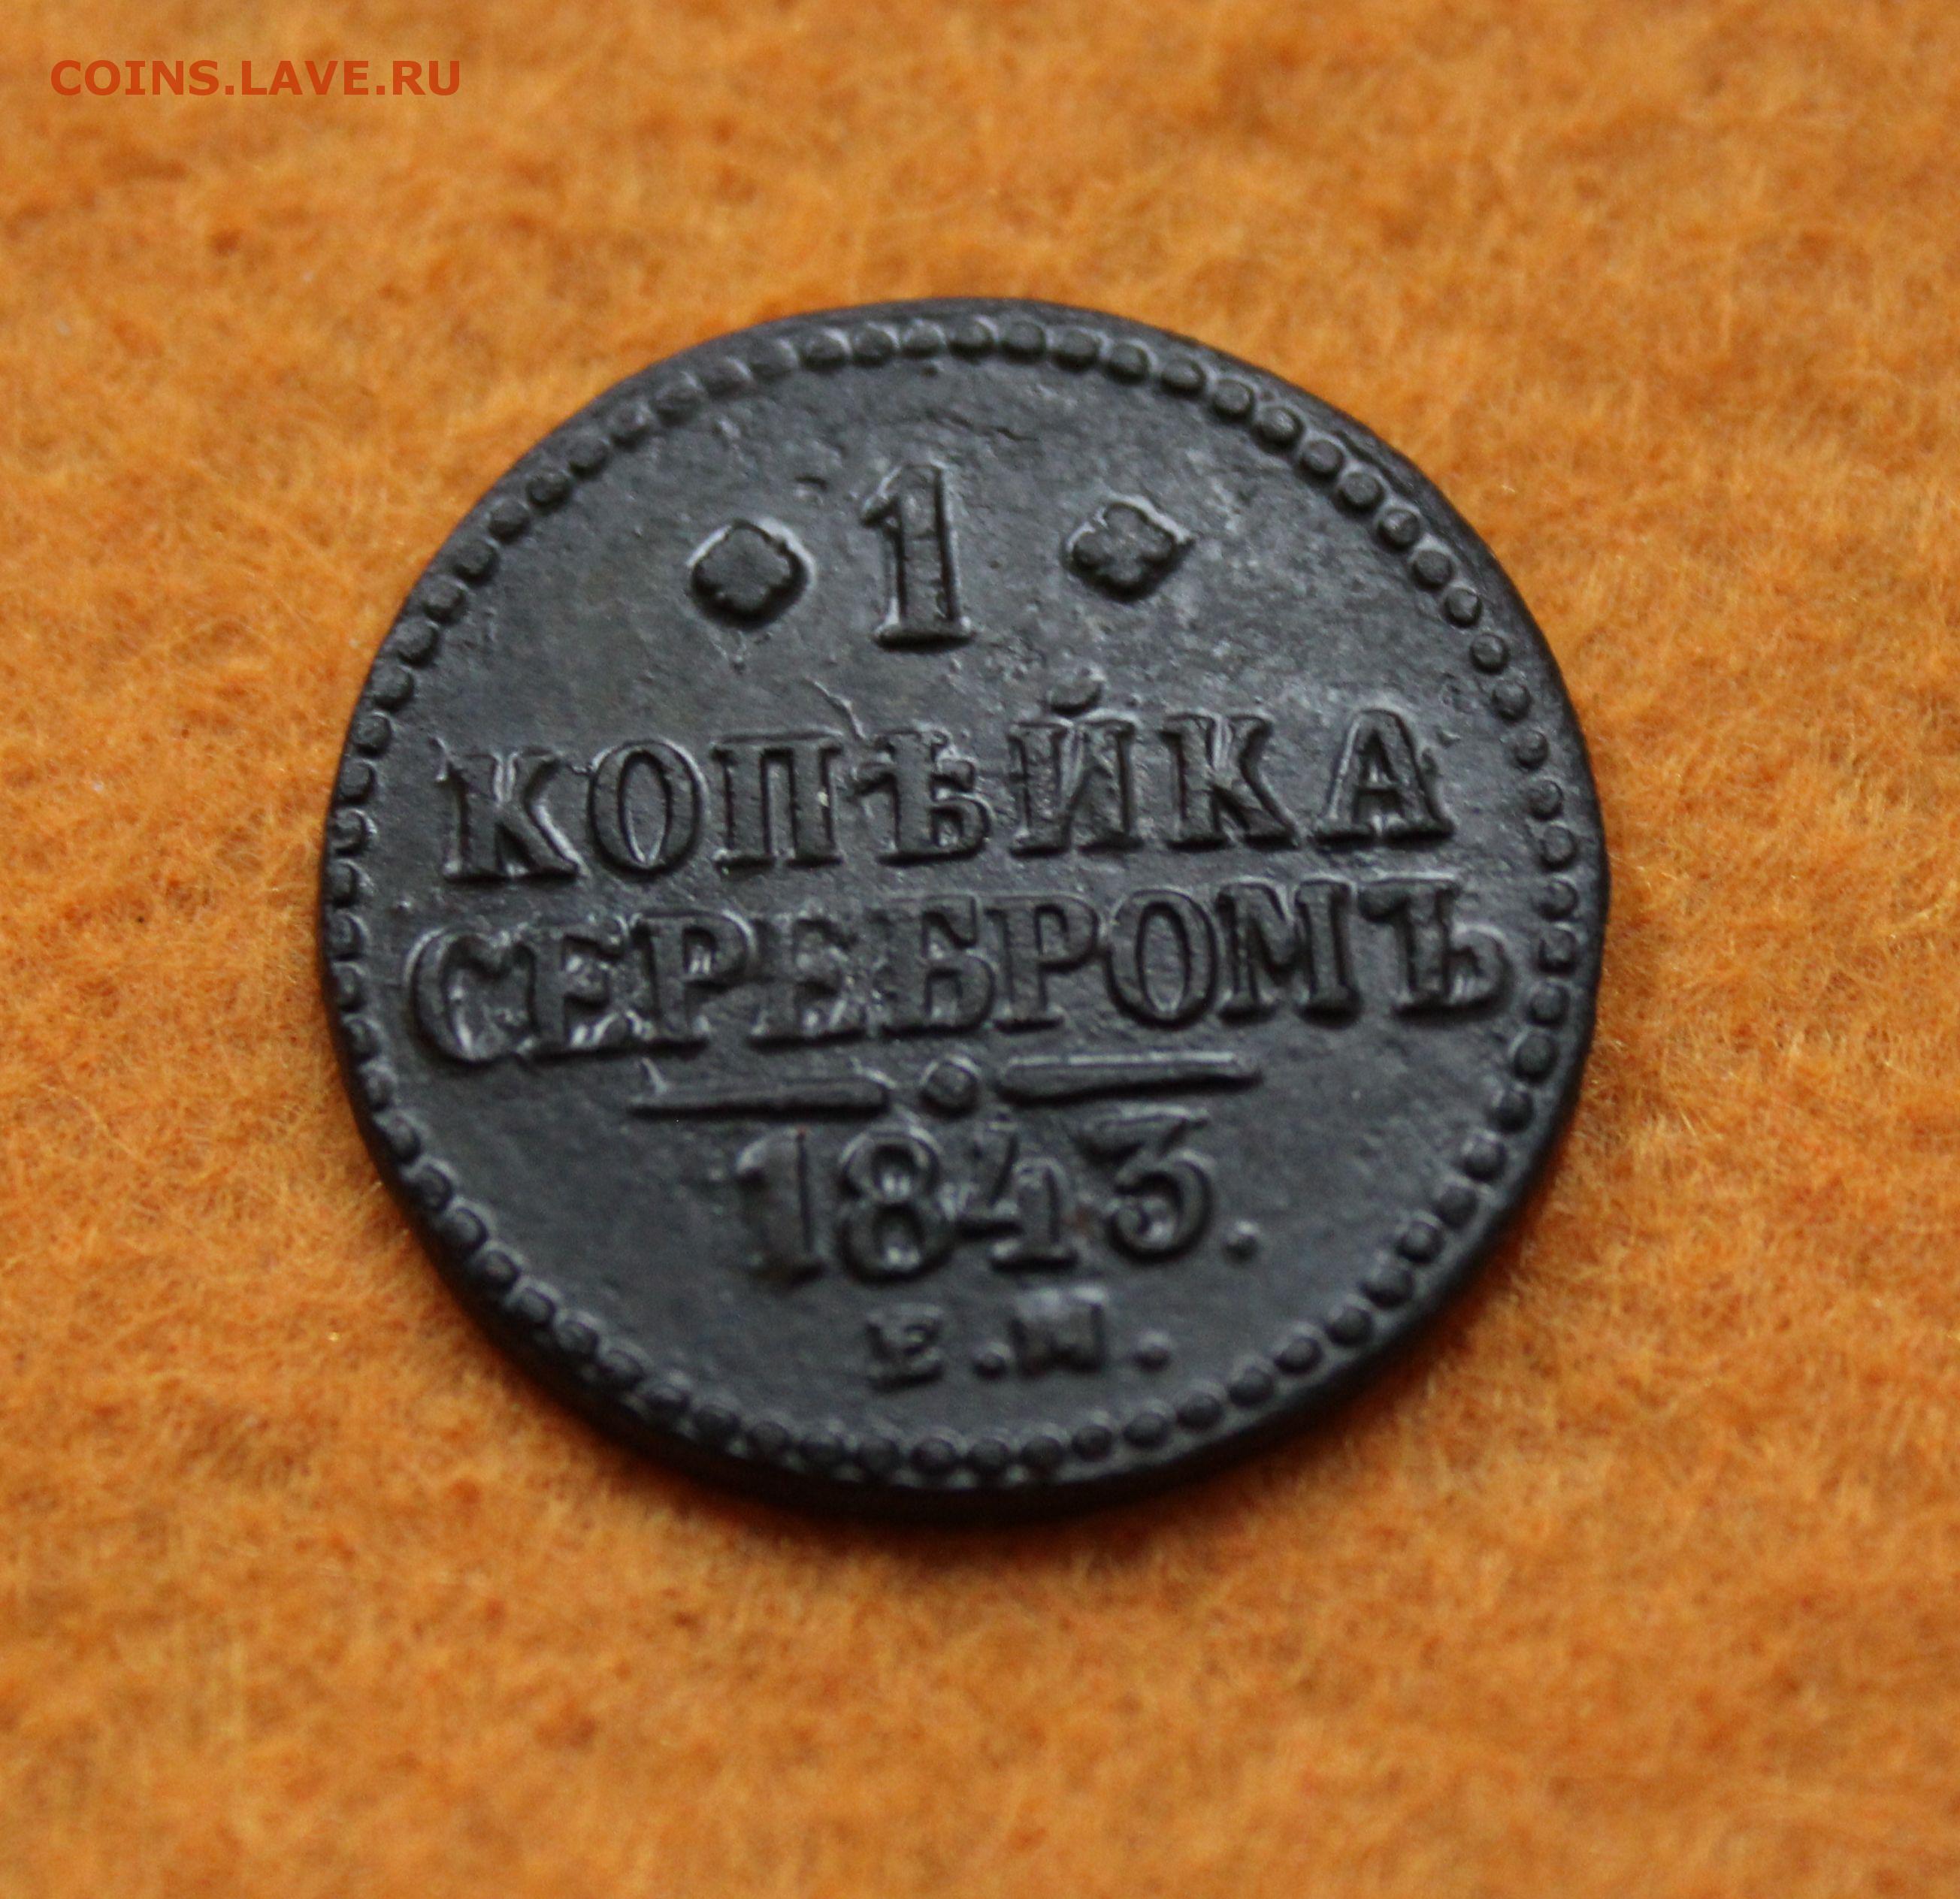 COINS.LAVE.RU
1
КОПѢЙКА
СЕРЕБРОМЪ
1843.
Е.М.